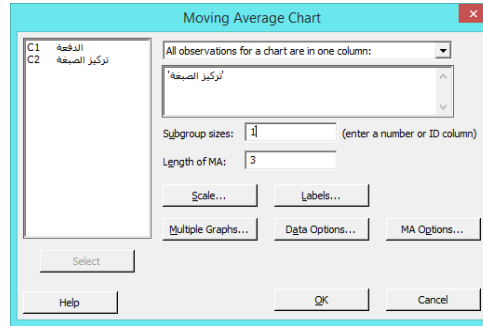 Moving Average Chart
C1 الدفعة
C2 تركيز الصبغة
All observations for a chart are in one column:
'تركيز الصبغة'
Subgroup sizes: 1 (enter a number or ID column)
Length of MA: 3
Scale... Labels...
Multiple Graphs... Data Options... MA Options...
Select
Help OK Cancel